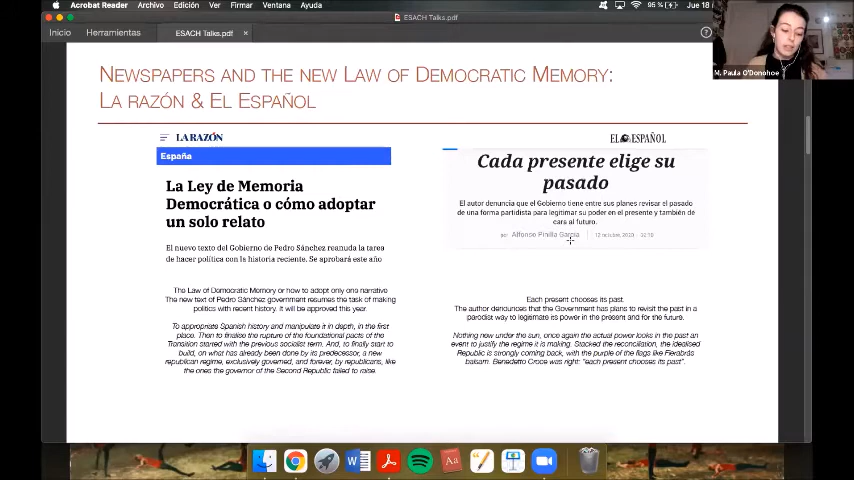 Acrobat Reader Archivo Edición Ver Firmar Ventana Ayuda
95 %
Jue 18
ESACH Talks.pdf
Inicio Herramientas ESACH Talks.pdf ×
M. Paula O'Donohoe
NEWSPAPERS AND THE NEW LAW OF DEMOCRATIC MEMORY:
LA RAZÓN & EL ESPAÑOL
LA RAZÓN
España
La Ley de Memoria
Democrática o cómo adoptar
un solo relato
El nuevo texto del Gobierno de Pedro Sánchez reanuda la tarea
de hacer política con la historia reciente. Se aprobará este año
The Law of Democratic Memory or how to adopt only one narrative
The new text of Pedro Sánchez government resumes the task of making
politics with recent history. It will be approved this year.
To appropriate Spanish history and manipulate it in depth, in the first
place. Then to finalise the rupture of the foundational pacts of the
Transition started with the previous socialist term. And, to finally start to
build, on what has already been done by its predecessor, a new
republican regime, exclusively governed, and forever, by republicans, like
the ones the governor of the Second Republic failed to raise.
EL ESPAÑOL
Cada presente elige su
pasado
El autor denuncia que el Gobierno tiene entre sus planes revisar el pasado
de una forma partidista para legitimar su poder en el presente y también de
cara al futuro.
por Alfonso Pinilla García 12 octubre, 2020
Each present chooses its past.
The author denounces that the Government has plans to revisit the past in a
parodist way to legitimate its power in the present and for the future.
Nothing new under the sun, once again the actual power looks in the past an
event to justify the regime it is making. Stacked the reconciliation, the idealised
Republic is strongly coming back, with the purple of the flags like Fierabrás
balsam. Benedetto Croce was right: "each present chooses its past".